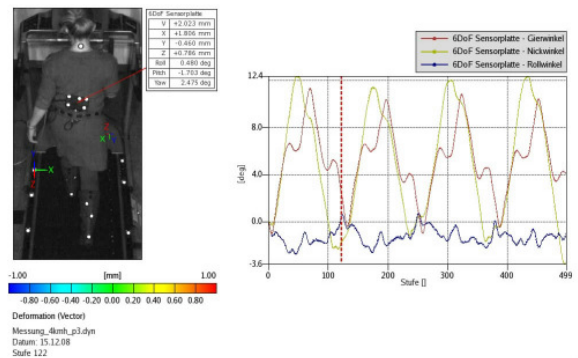 6DoF Sensorplatte
V +2.023 mm
X +1.806 mm
Y -0.460 mm
Z +0.786 mm
Roll 0.480 deg
Pitch -1.703 deg
Yaw 2.475 deg
X
X
-1.00 [mm] 1.00
-0.80 -0.60 -0.40 -0.20 0.00 0.20 0.40 0.60 0.80
Deformation (Vector)
Messung_4kmh_p3.dyn
Datum: 15.12.08
Stufe 122
6DoF Sensorplatte - Gierwinkel
6DoF Sensorplatte - Nickwinkel
6DoF Sensorplatte - Rollwinkel
12.4
8.0
[deg]
4.0
0.0
-3.6
0 100 200 300 400 499
Stufe []